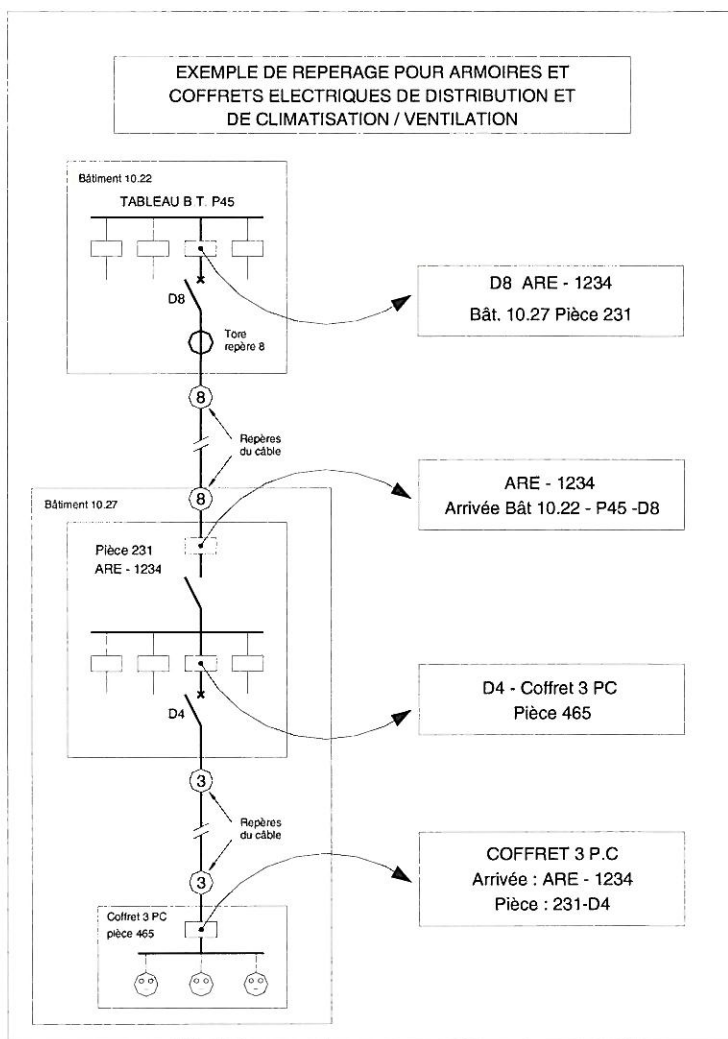 EXEMPLE DE REPERAGE POUR ARMOIRES ET
COFFRETS ELECTRIQUES DE DISTRIBUTION ET
DE CLIMATISATION / VENTILATION
Bâtiment 10.22
TABLEAU B.T. P45
D8
Tore
repère 8
D8 ARE - 1234
Bât. 10.27 Pièce 231
8
Repères
du câble
8
Bâtiment 10.27
ARE - 1234
Arrivée Bât 10.22 - P45 -D8
Pièce 231
ARE - 1234
D4
D4 - Coffret 3 PC
Pièce 465
3
Repères
du câble
3
COFFRET 3 P.C
Arrivée : ARE - 1234
Pièce : 231-D4
Coffret 3 PC
pièce 465